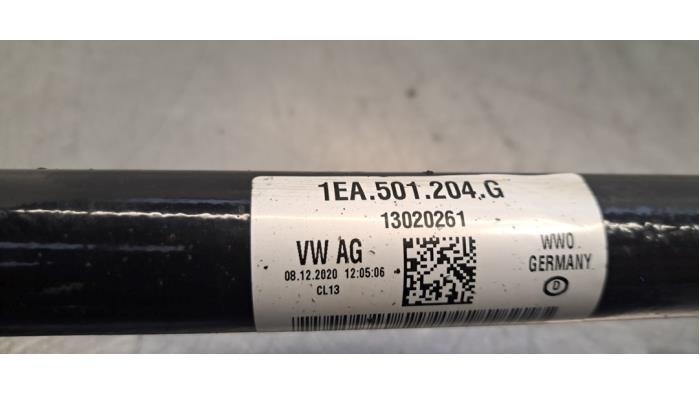 1EA.501.204.G
13020261
VW AG
08.12.2020 12:05:06
CL13
WWO
GERMANY
D